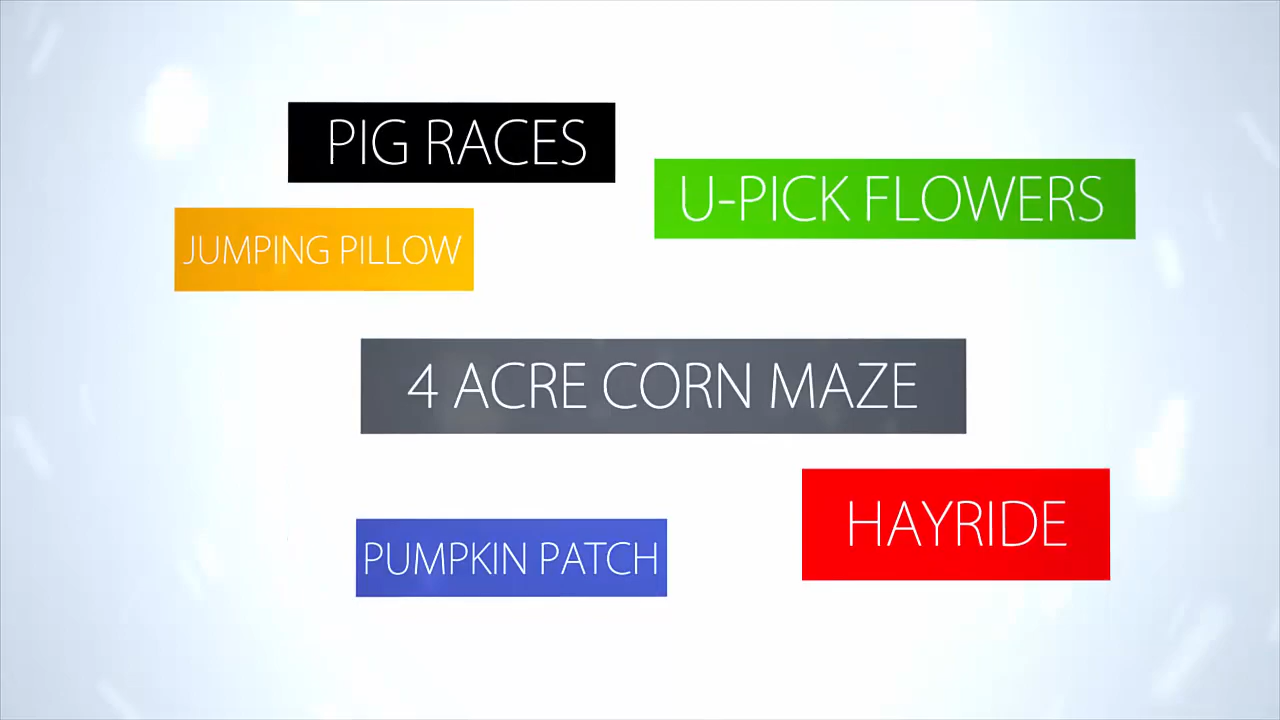 PIG RACES
U-PICK FLOWERS
JUMPING PILLOW
4 ACRE CORN MAZE
HAYRIDE
PUMPKIN PATCH